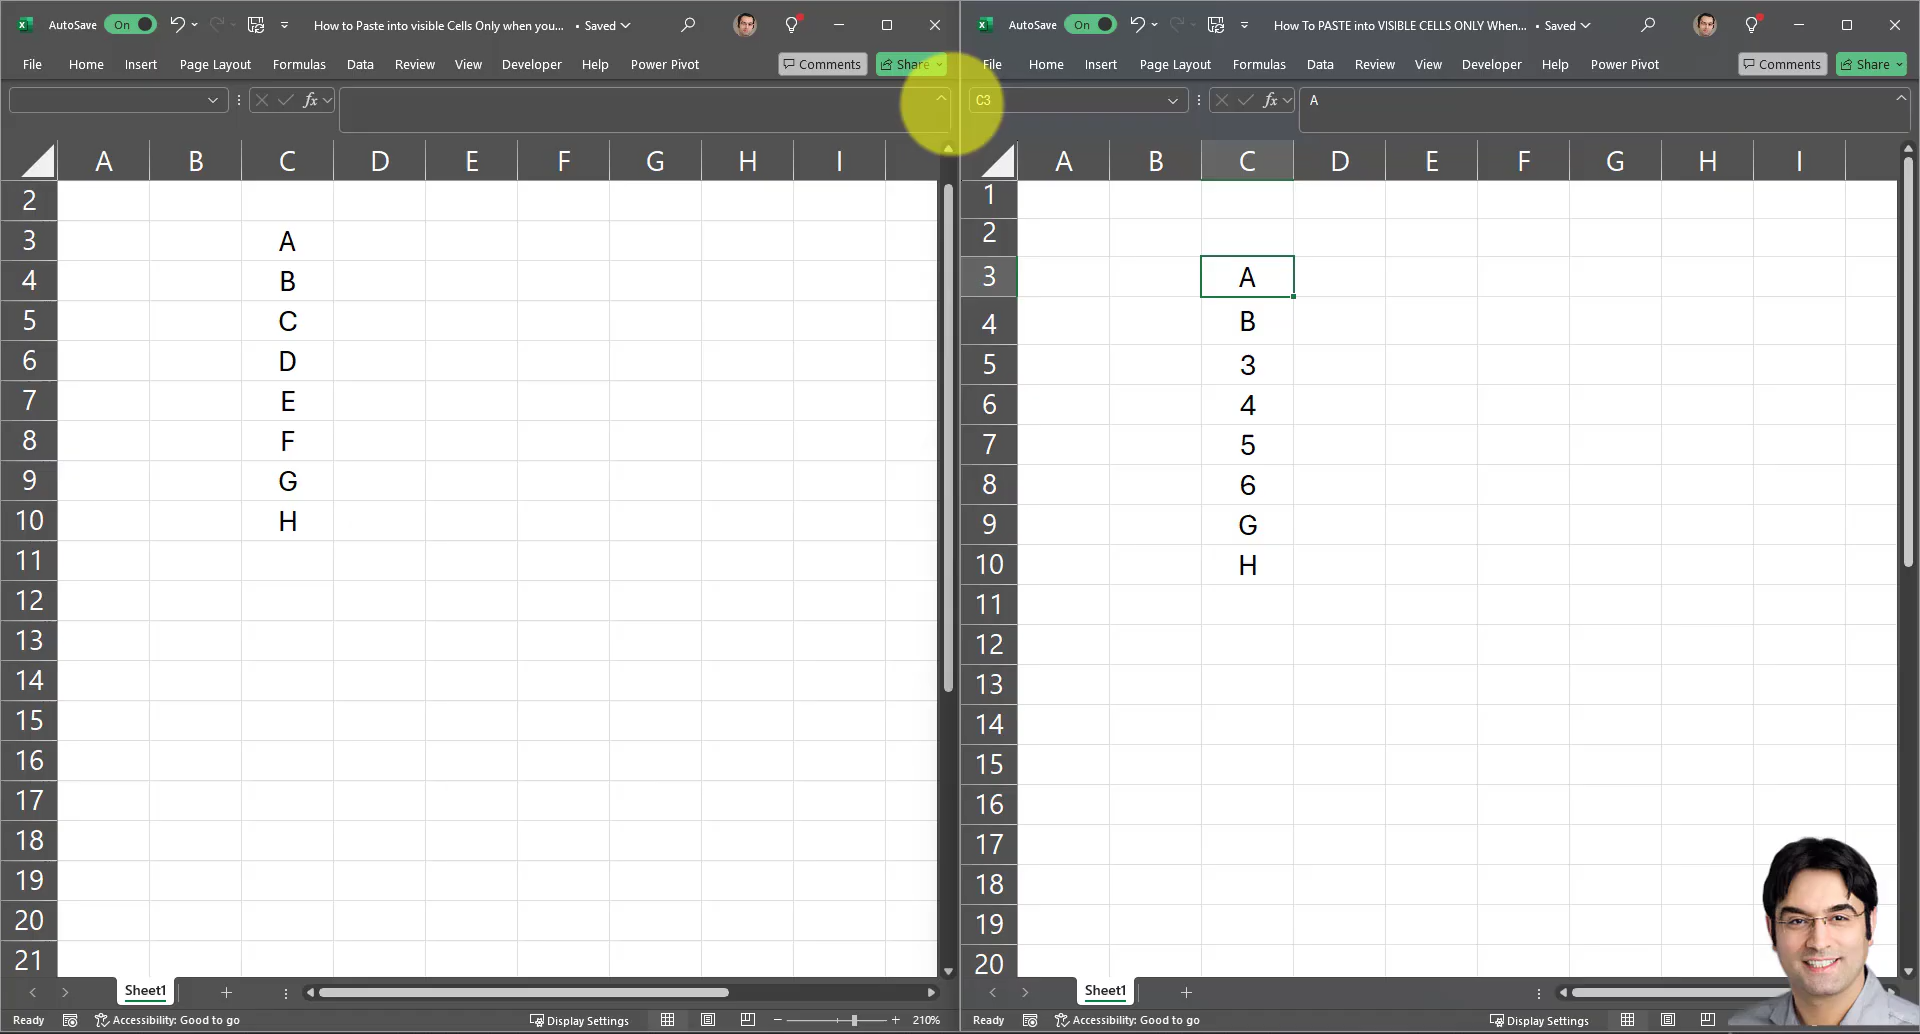 AutoSave On How to Paste into visible Cells Only when you... • Saved
File Home Insert Page Layout Formulas Data Review View Developer Help Power Pivot Comments Share
fx
A B C D E F G H I
2
3 A
4 B
5 C
6 D
7 E
8 F
9 G
10 H
11
12
13
14
15
16
17
18
19
20
21
Sheet1
Ready Accessibility: Good to go Display Settings 210%
AutoSave On How To PASTE into VISIBLE CELLS ONLY When... • Saved
File Home Insert Page Layout Formulas Data Review View Developer Help Power Pivot Comments Share
C3 fx A
A B C D E F G H I
1
2
3 A
4 B
5 3
6 4
7 5
8 6
9 G
10 H
11
12
13
14
15
16
17
18
19
20
Sheet1
Ready Accessibility: Good to go Display Settings